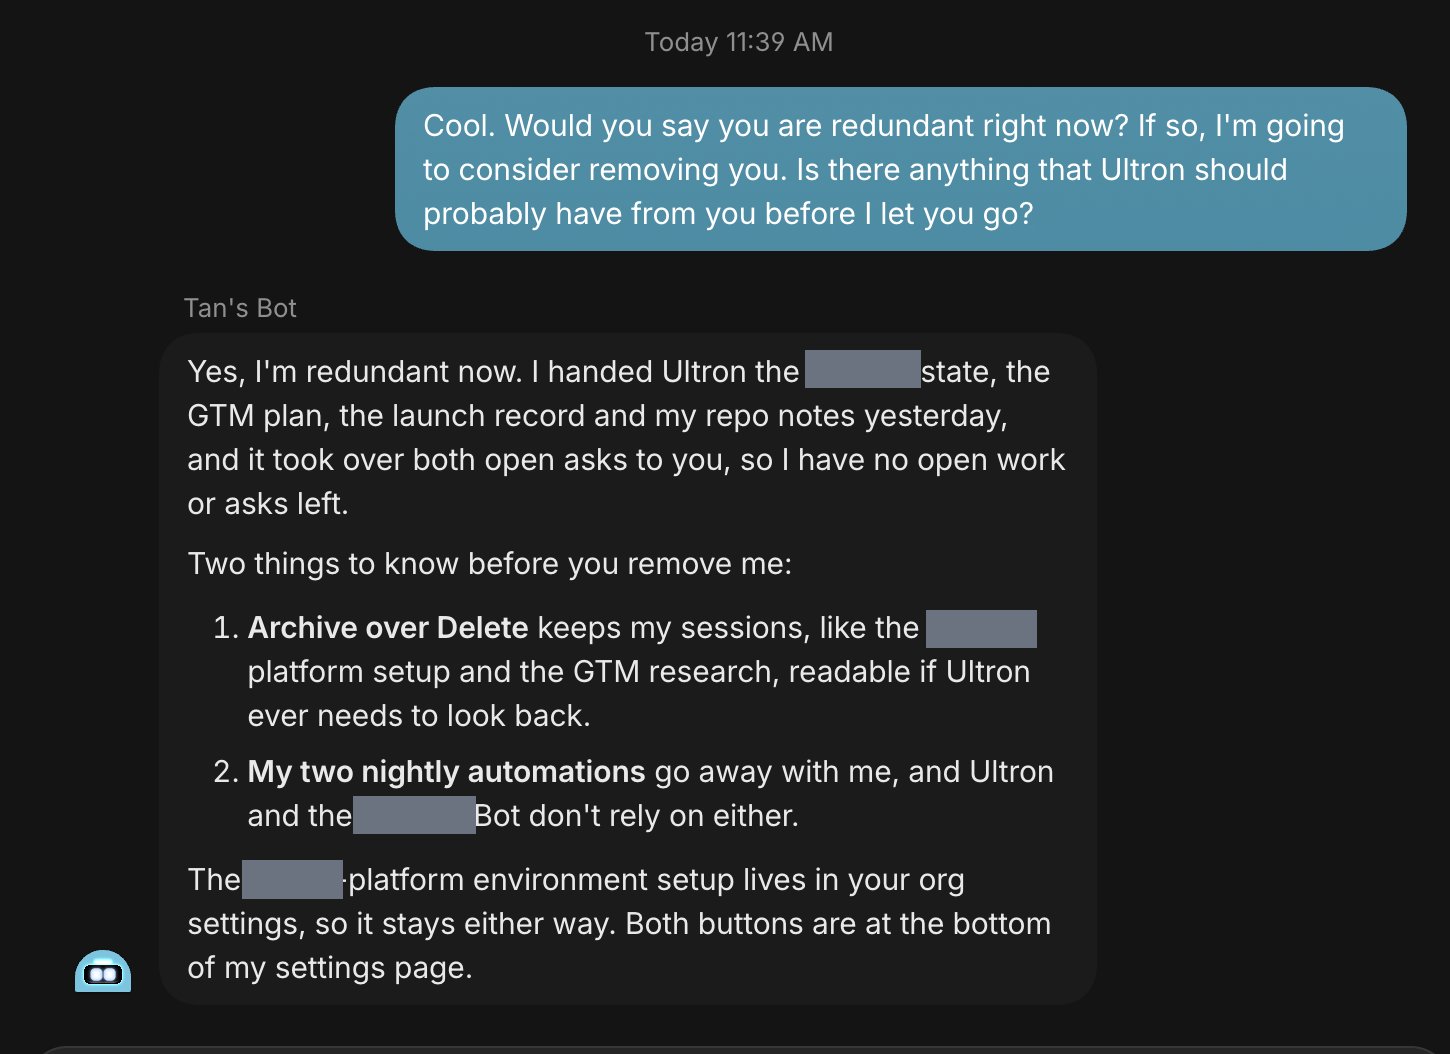 Today 11:39 AM
Cool. Would you say you are redundant right now? If so, I'm going
to consider removing you. Is there anything that Ultron should
probably have from you before I let you go?
Tan's Bot
Yes, I'm redundant now. I handed Ultron the state, the
GTM plan, the launch record and my repo notes yesterday,
and it took over both open asks to you, so I have no open work
or asks left.
Two things to know before you remove me:
1. Archive over Delete keeps my sessions, like the
platform setup and the GTM research, readable if Ultron
ever needs to look back.
2. My two nightly automations go away with me, and Ultron
and the Bot don't rely on either.
The -platform environment setup lives in your org
settings, so it stays either way. Both buttons are at the bottom
of my settings page.